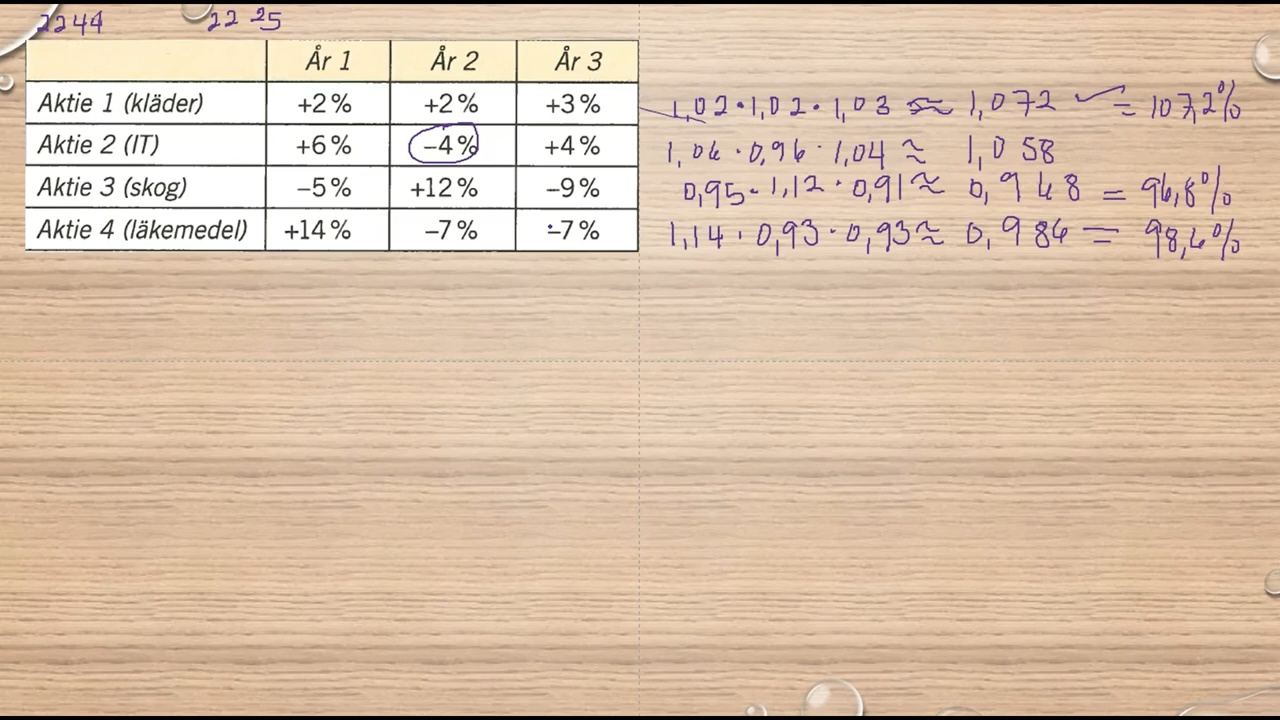 2244 22 25
År 1 År 2 År 3
Aktie 1 (kläder) +2% +2% +3% 1,02 · 1,02 · 1,03 ≈ 1,072 ✓ = 107,2%
Aktie 2 (IT) +6% −4% +4% 1,06 · 0,96 · 1,04 ≈ 1,058
Aktie 3 (skog) −5% +12% −9% 0,95 · 1,12 · 0,91 ≈ 0,968 = 96,8%
Aktie 4 (läkemedel) +14% −7% −7% 1,14 · 0,93 · 0,93 ≈ 0,986 = 98,6%